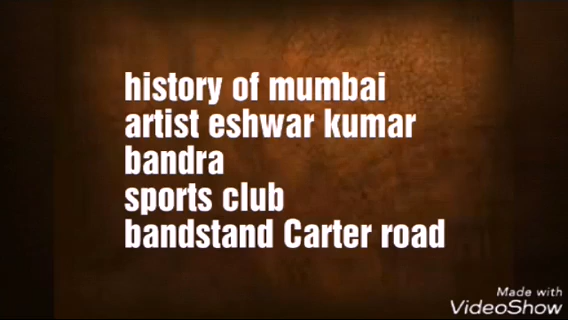 history of mumbai
artist eshwar kumar
bandra
sports club
bandstand Carter road
Made with
VideoShow